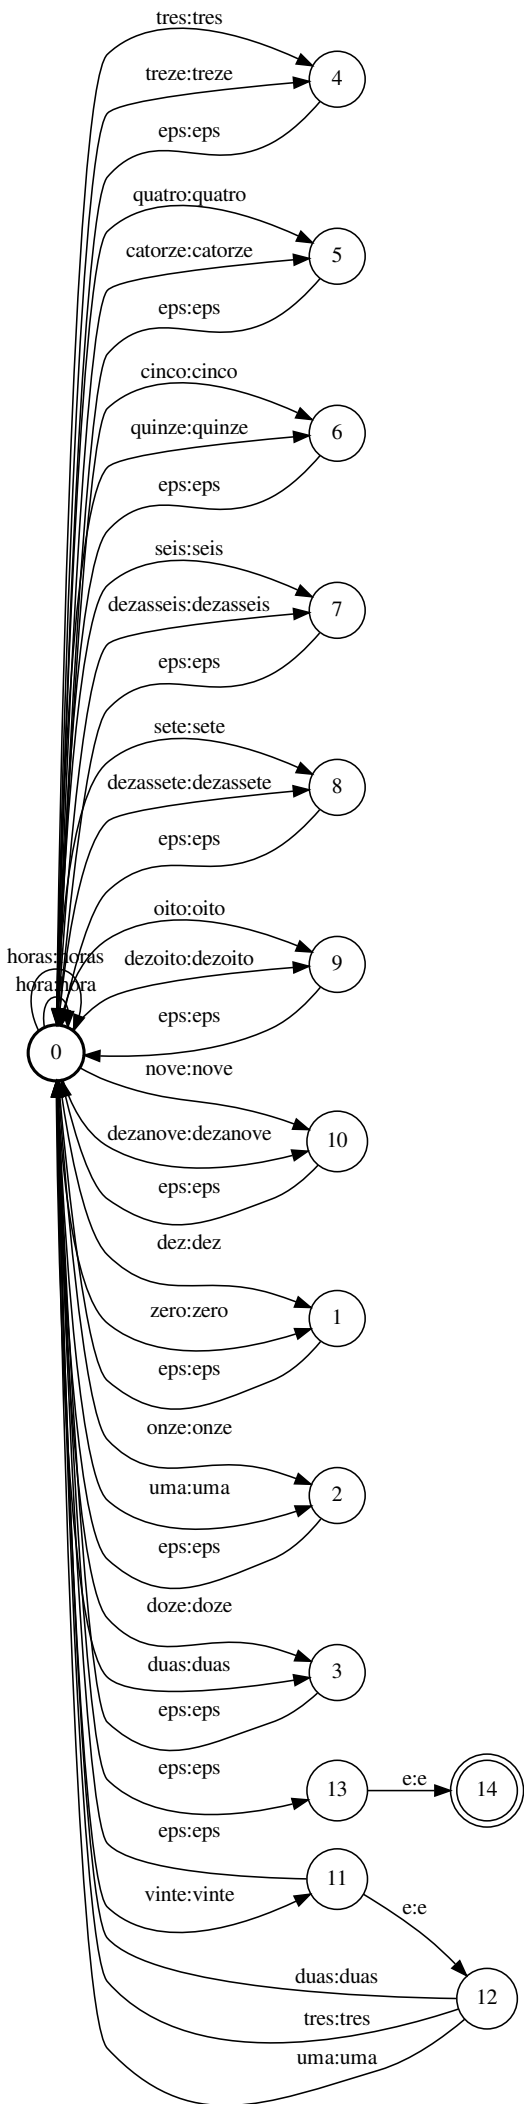 tres:tres
4
treze:treze
eps:eps
quatro:quatro
5
catorze:catorze
eps:eps
cinco:cinco
6
quinze:quinze
eps:eps
seis:seis
dezasseis:dezasseis
7
eps:eps
sete:sete
dezassete:dezassete
8
eps:eps
oito:oito
horas:horas
dezoito:dezoito
9
hora:hora
eps:eps
0
nove:nove
dezanove:dezanove
10
eps:eps
dez:dez
zero:zero
1
eps:eps
onze:onze
uma:uma
2
eps:eps
doze:doze
duas:duas
3
eps:eps
eps:eps
13
e:e
14
eps:eps
11
vinte:vinte
e:e
duas:duas
12
tres:tres
uma:uma